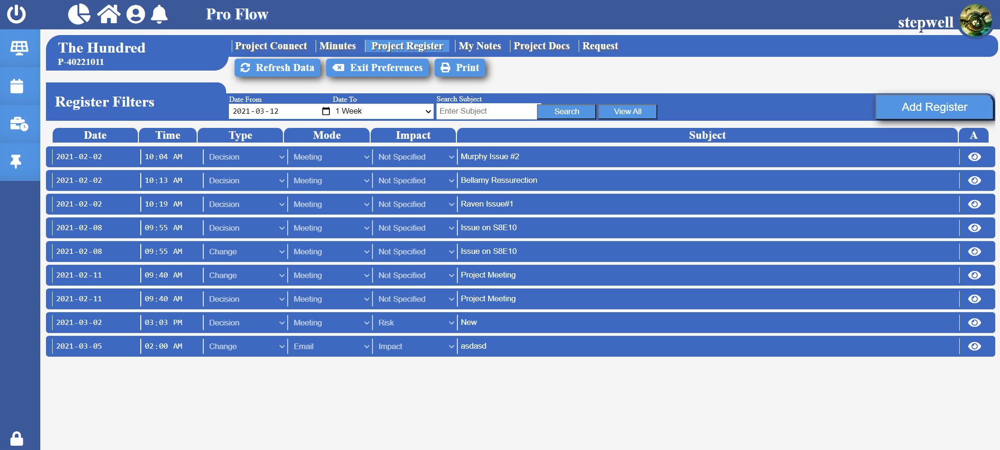 Pro Flow
stepwell
The Hundred
P-40221011
Project Connect Minutes Project Register My Notes Project Docs Request
Refresh Data Exit Preferences Print
Register Filters
Date From Date To Search Subject
2021-03-12 1 Week Enter Subject Search View All
Add Register
Date Time Type Mode Impact Subject A
2021-02-02 10:04 AM Decision Meeting Not Specified Murphy Issue #2
2021-02-02 10:13 AM Decision Meeting Not Specified Bellamy Ressurection
2021-02-02 10:19 AM Decision Meeting Not Specified Raven Issue#1
2021-02-08 09:55 AM Decision Meeting Not Specified Issue on S8E10
2021-02-08 09:55 AM Change Meeting Not Specified Issue on S8E10
2021-02-11 09:40 AM Change Meeting Not Specified Project Meeting
2021-02-11 09:40 AM Decision Meeting Not Specified Project Meeting
2021-03-02 03:03 PM Decision Meeting Risk New
2021-03-05 02:00 AM Change Email Impact asdasd